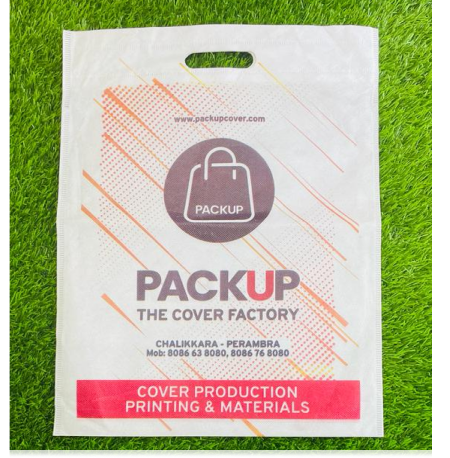 www.packupcover.com
PACKUP
PACKUP
THE COVER FACTORY
CHALIKKARA - PERAMBRA
Mob: 8086 63 8080, 8086 76 8080
COVER PRODUCTION
PRINTING & MATERIALS